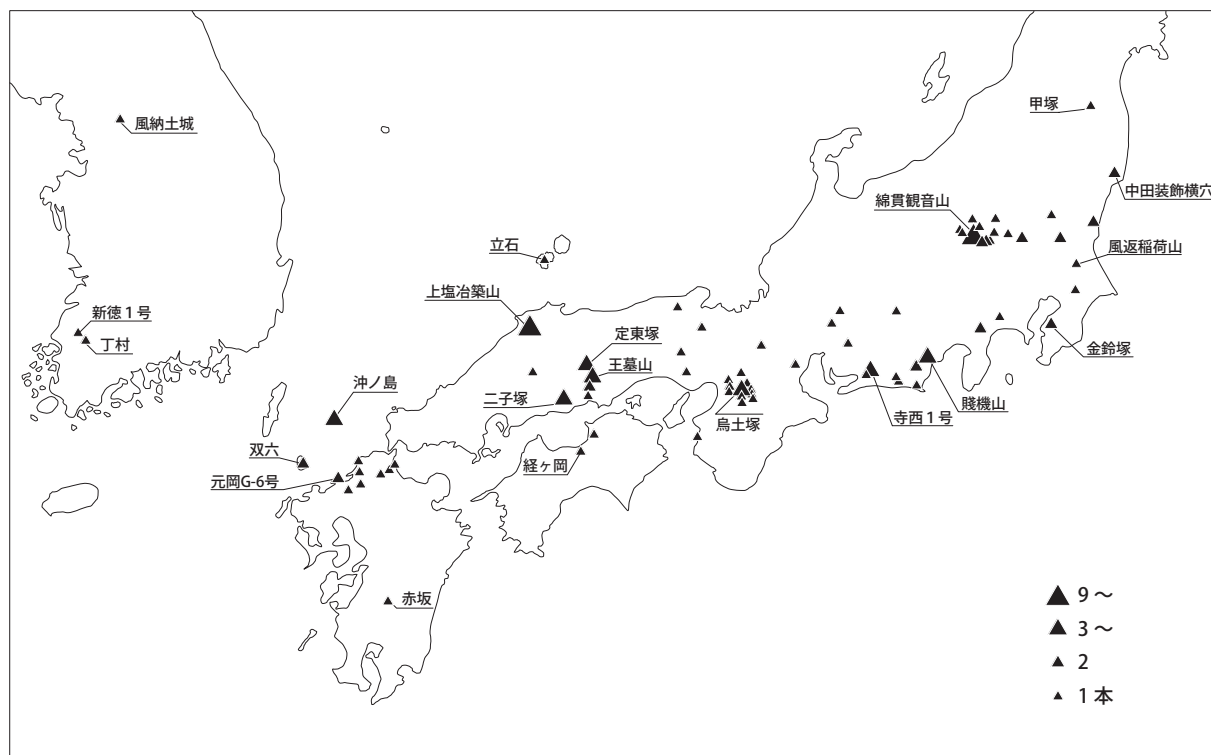 風納土城
甲塚
中田装飾横穴
綿貫観音山
風返稲荷山
立石
上塩冶築山
新徳1号
丁村
定東塚
王墓山
金鈴塚
沖ノ島
二子塚
賤機山
寺西1号
烏土塚
双六
経ヶ岡
元岡G-6号
赤坂
9～
3～
2
1本